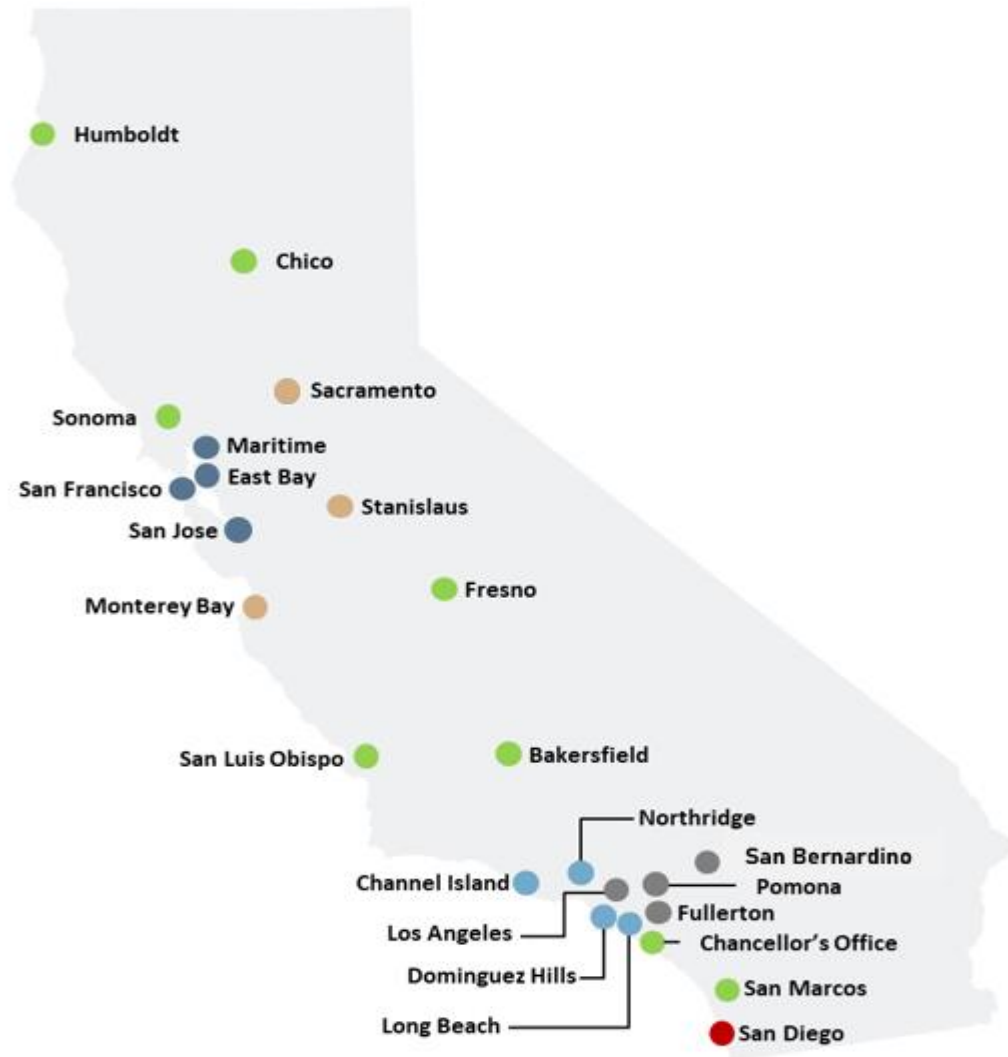 Humboldt
Chico
Sacramento
Sonoma
Maritime
East Bay
San Francisco
Stanislaus
San Jose
Fresno
Monterey Bay
San Luis Obispo
Bakersfield
Northridge
San Bernardino
Channel Island
Pomona
Fullerton
Los Angeles
Chancellor's Office
Dominguez Hills
San Marcos
Long Beach
San Diego